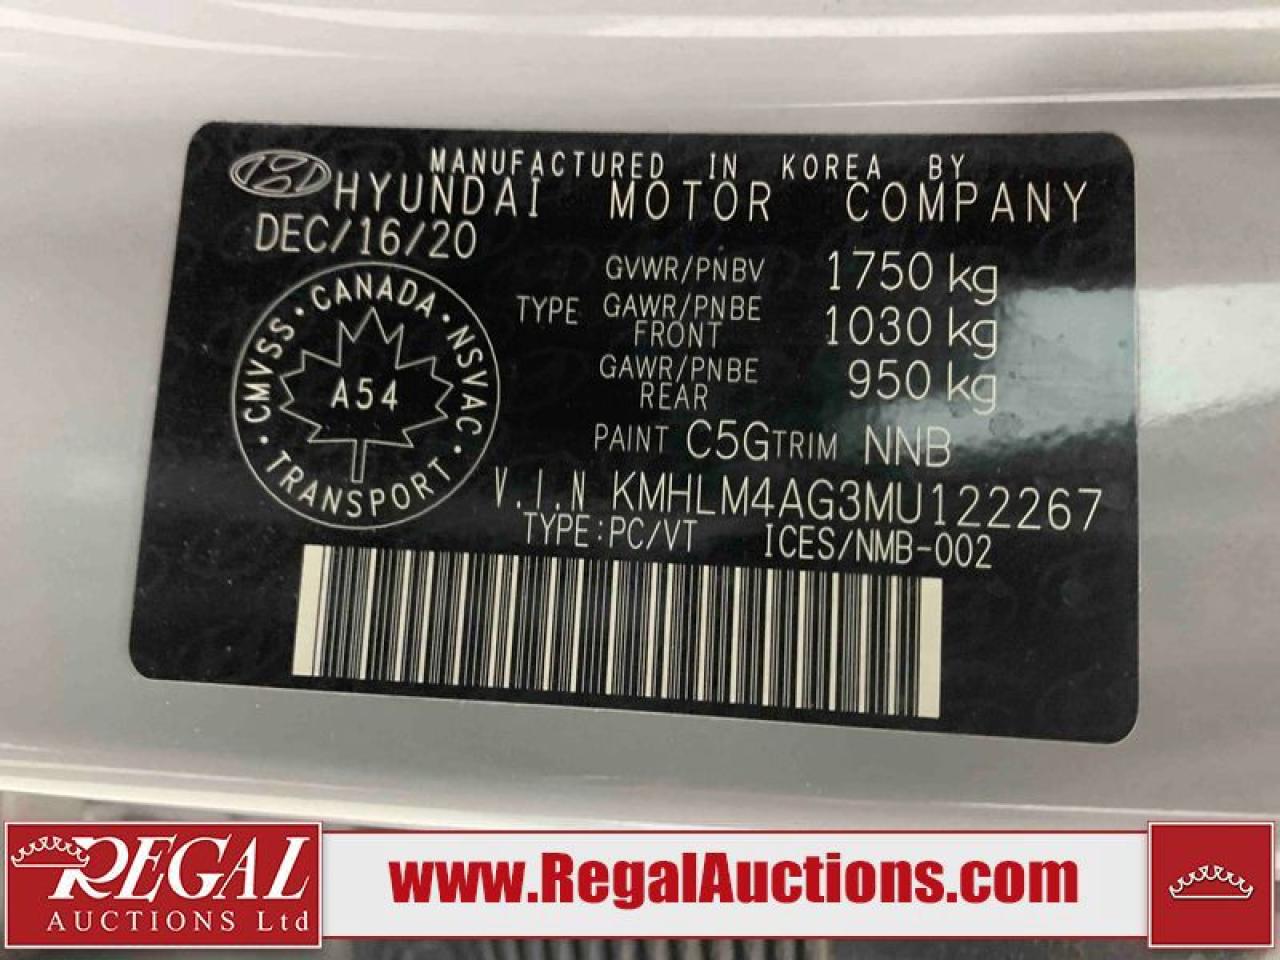 MANUFACTURED IN KOREA BY
HYUNDAI MOTOR COMPANY
DEC/16/20
GVWR/PNBV 1750 kg
TYPE GAWR/PNBE FRONT 1030 kg
GAWR/PNBE REAR 950 kg
PAINT C5G TRIM NNB
V.I.N KMHLM4AG3MU122267
TYPE:PC/VT ICES/NMB-002
CMVSS · CANADA · NSVAC · TRANSPORT ·
A54
REGAL
AUCTIONS Ltd
www.RegalAuctions.com